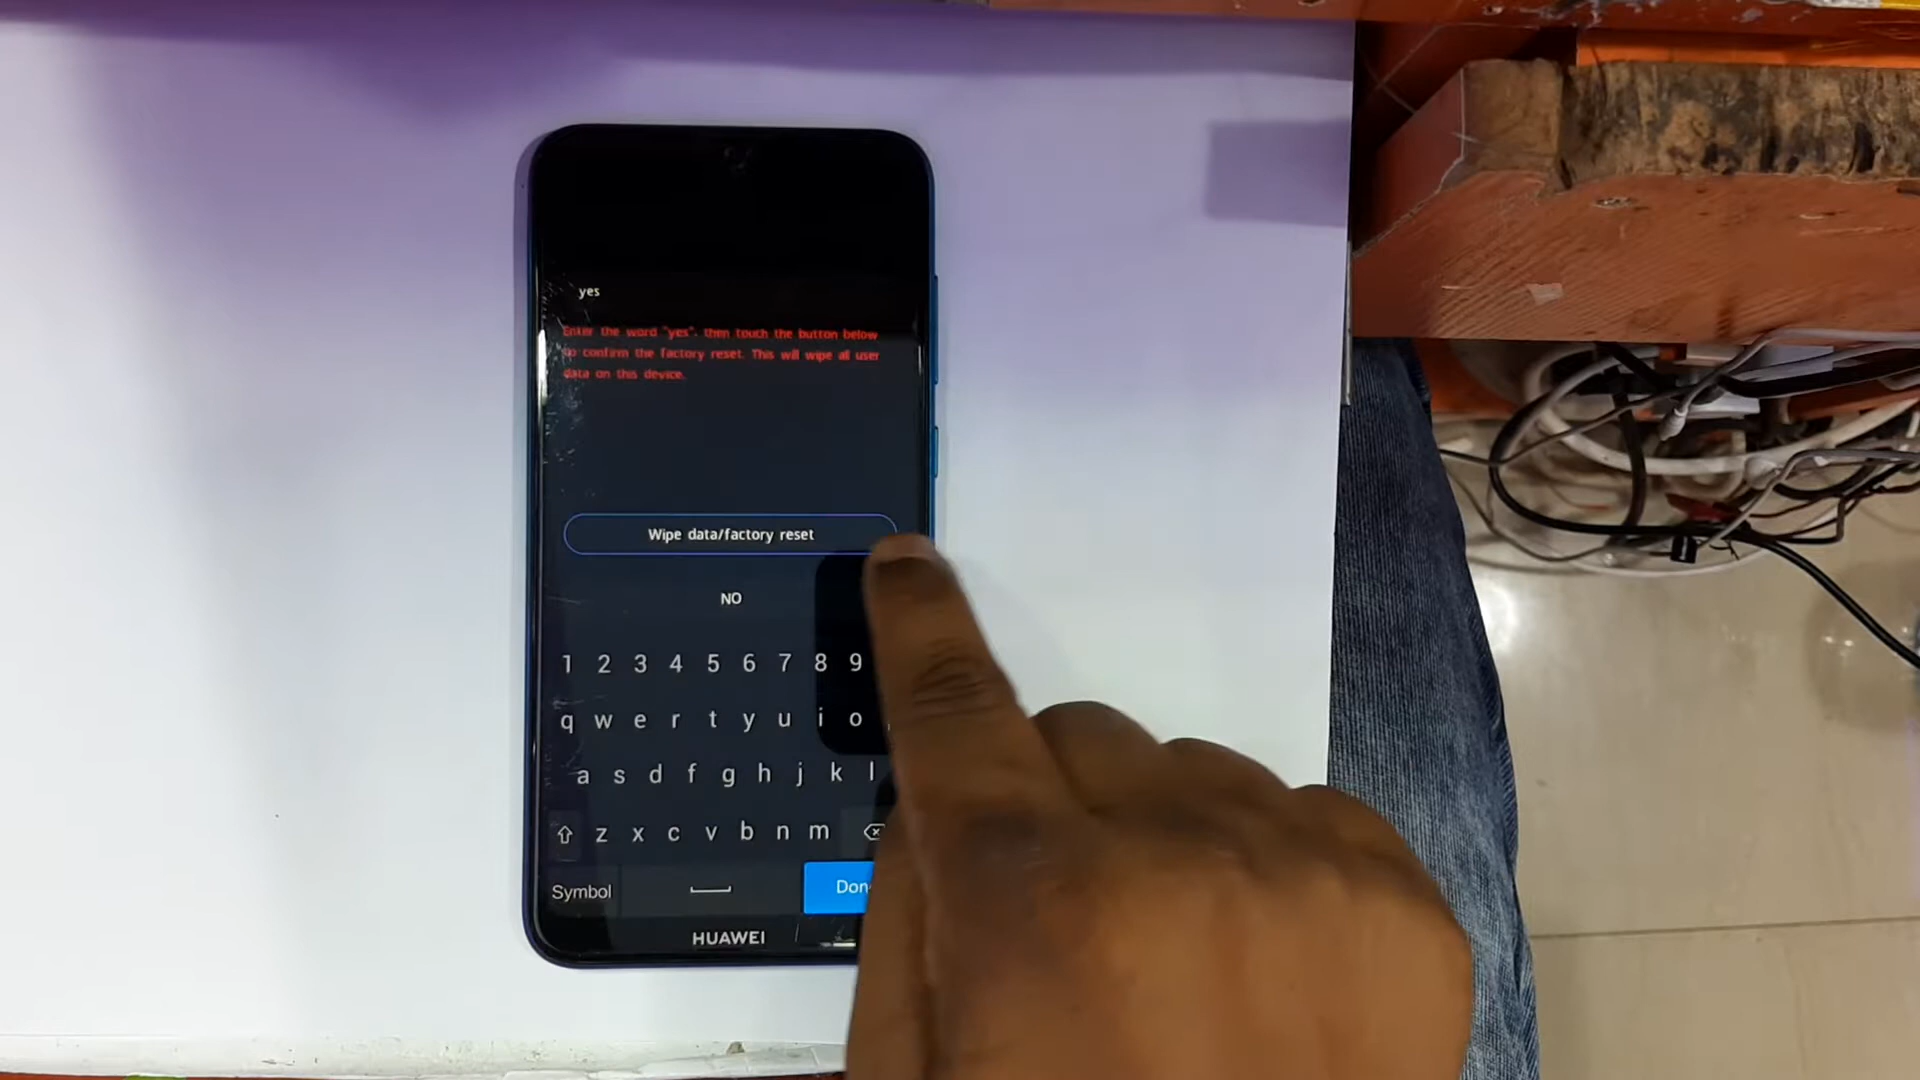 yes
Enter the word "yes", then touch the button below
to confirm the factory reset. This will wipe all user
data on this device.
Wipe data/factory reset
NO
1 2 3 4 5 6 7 8 9
q w e r t y u i o
a s d f g h j k l
z x c v b n m
Symbol
Don
HUAWEI